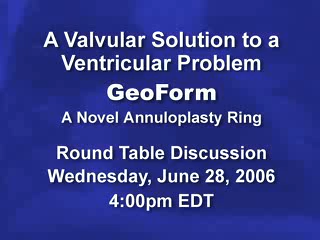 A Valvular Solution to a
Ventricular Problem
GeoForm
A Novel Annuloplasty Ring
Round Table Discussion
Wednesday, June 28, 2006
4:00pm EDT